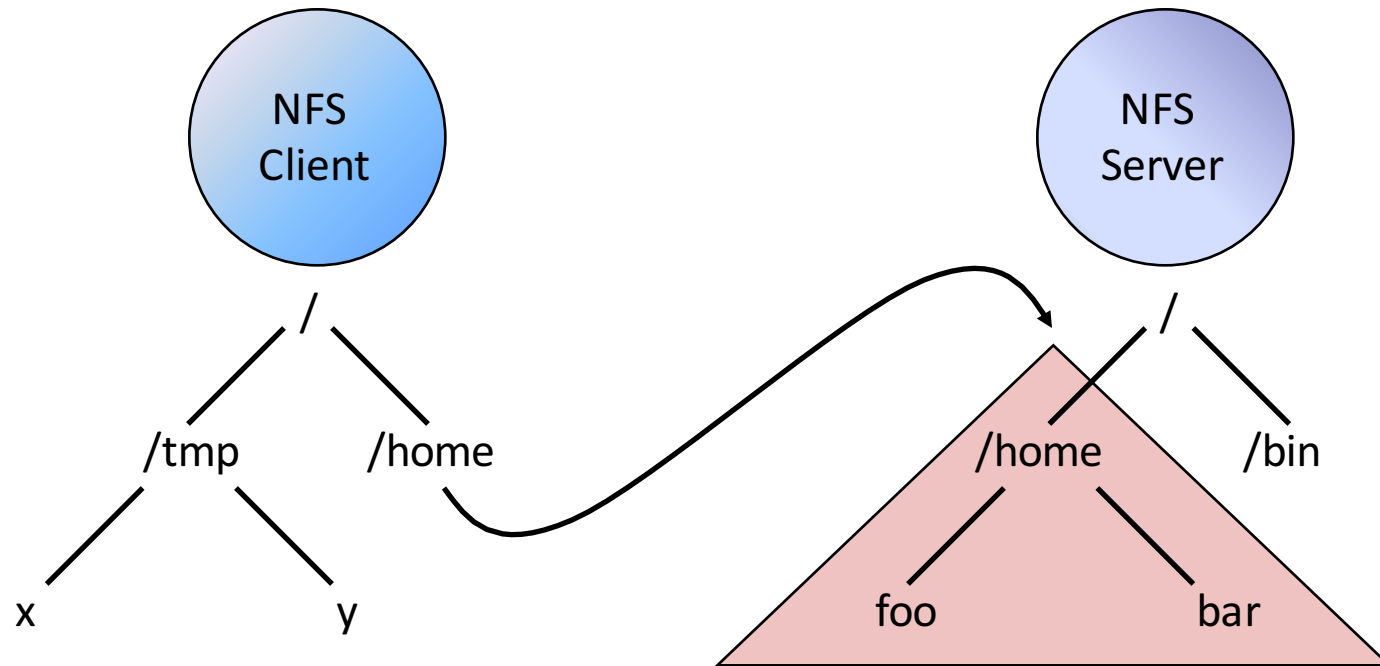 NFS
Client
NFS
Server
/
/
/tmp
/home
/home
/bin
x
y
foo
bar